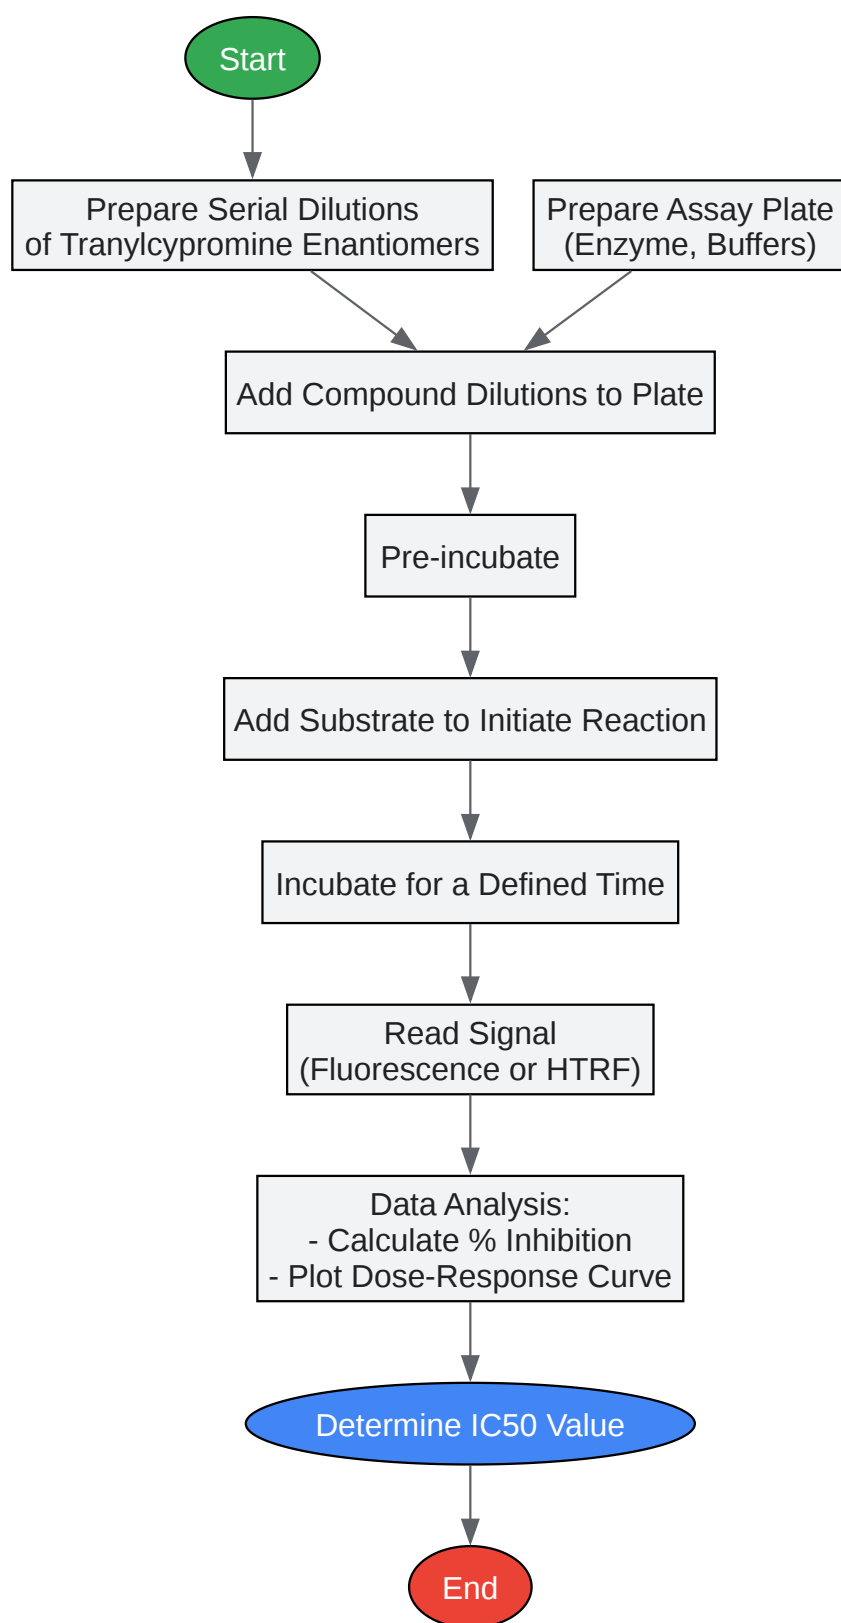 Start
Prepare Serial Dilutions
of Tranylcypromine Enantiomers
Prepare Assay Plate
(Enzyme, Buffers)
Add Compound Dilutions to Plate
Pre-incubate
Add Substrate to Initiate Reaction
Incubate for a Defined Time
Read Signal
(Fluorescence or HTRF)
Data Analysis:
- Calculate % Inhibition
- Plot Dose-Response Curve
Determine IC50 Value
End